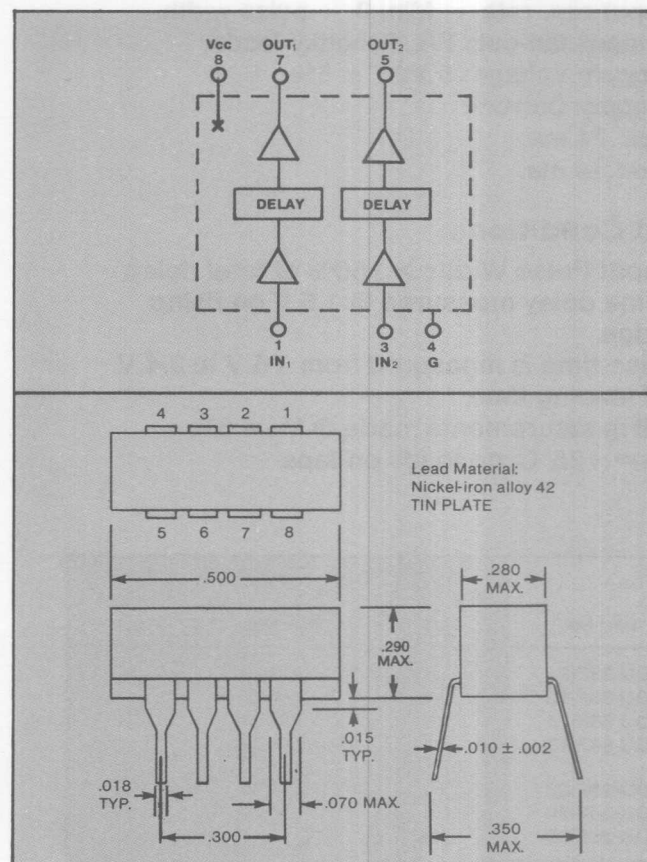 Vcc OUT₁ OUT₂
8 7 5
DELAY DELAY
1 3 4
IN₁ IN₂
4 3 2 1
Lead Material:
Nickel-iron alloy 42
TIN PLATE
5 6 7 8
.500
.280
MAX.
.290
MAX.
.015
TYP.
.010 ± .002
.018
TYP.
.070 MAX.
.300
.350
MAX.